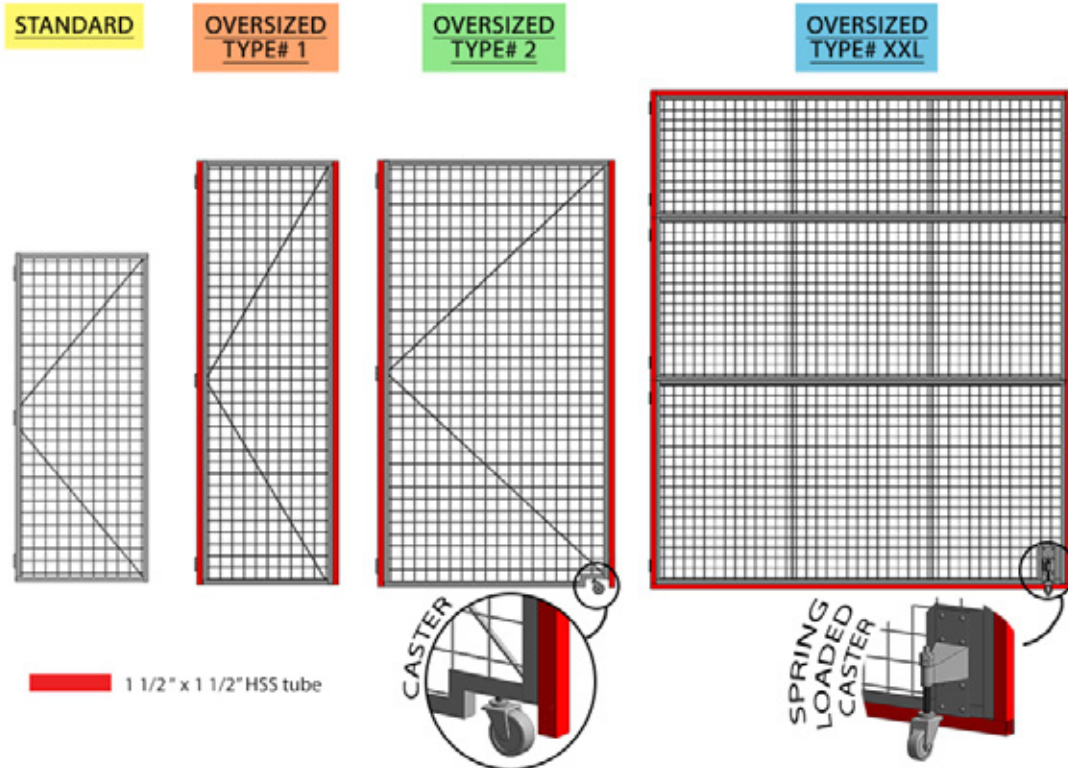 STANDARD
OVERSIZED
TYPE# 1
OVERSIZED
TYPE# 2
OVERSIZED
TYPE# XXL
CASTER
SPRING
LOADED
CASTER
1 1/2" x 1 1/2" HSS tube